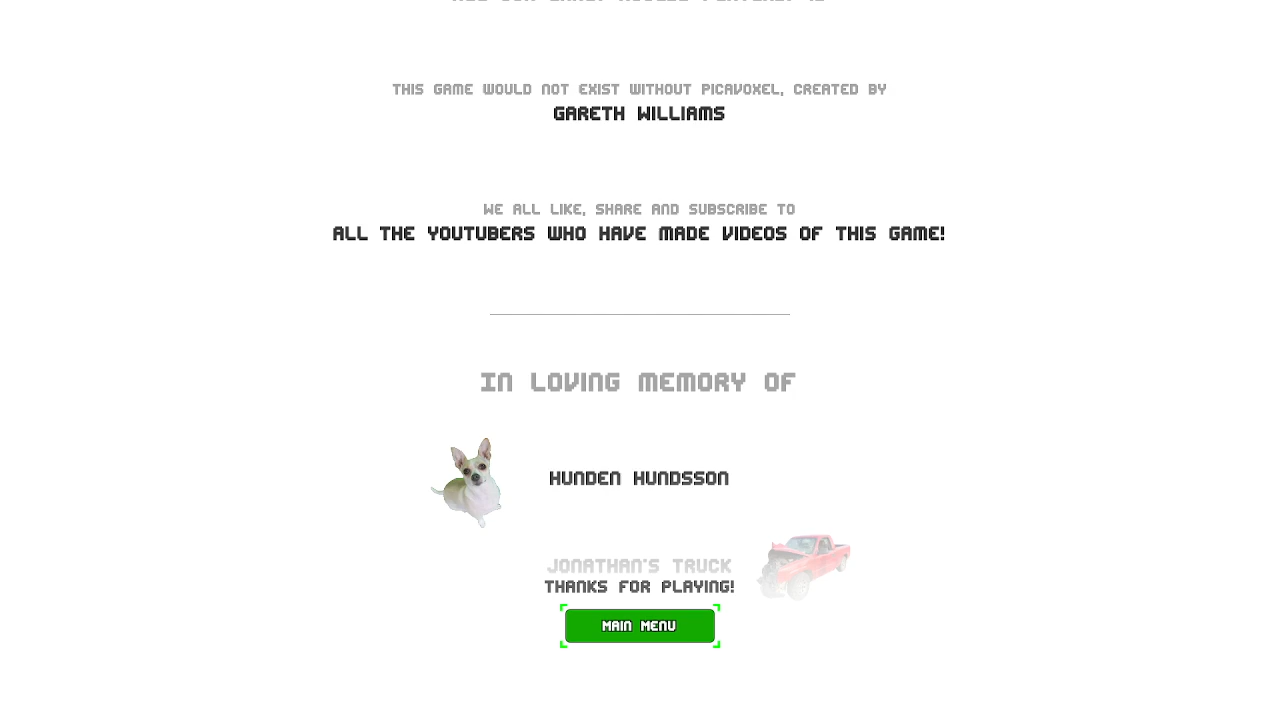 THIS GAME WOULD NOT EXIST WITHOUT PICAVOXEL, CREATED BY
GARETH WILLIAMS
WE ALL LIKE, SHARE AND SUBSCRIBE TO
ALL THE YOUTUBERS WHO HAVE MADE VIDEOS OF THIS GAME!
IN LOVING MEMORY OF
HUNDEN HUNDSSON
JONATHAN'S TRUCK
THANKS FOR PLAYING!
MAIN MENU